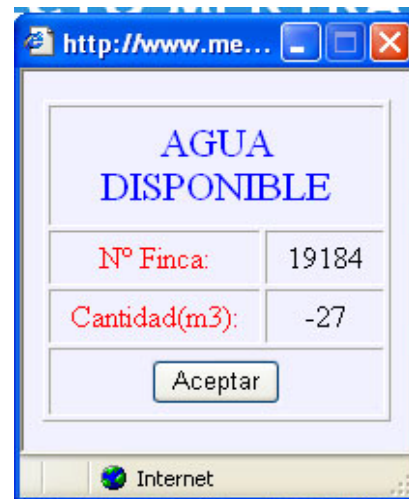 http://www.me...
AGUA
DISPONIBLE
Nº Finca: 19184
Cantidad(m3): -27
Aceptar
Internet